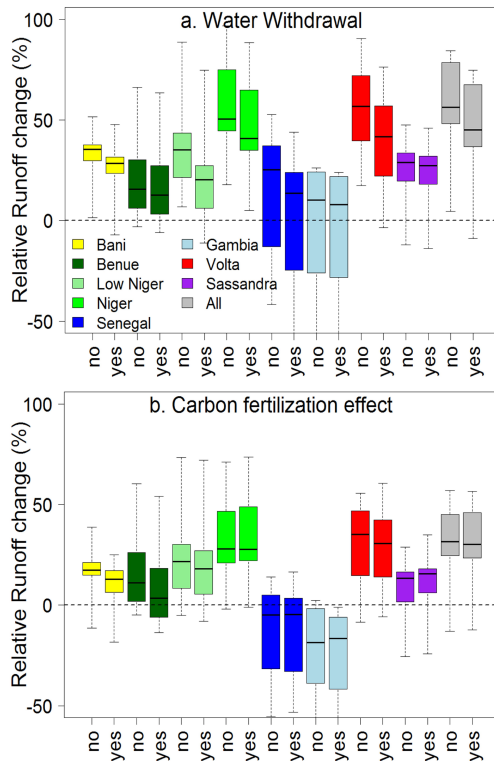 a. Water Withdrawal
Relative Runoff change (%)
100
50
0
-50
Bani
Benue
Low Niger
Niger
Senegal
Gambia
Volta
Sassandra
All
no yes no yes no yes no yes no yes no yes no yes no yes no yes
b. Carbon fertilization effect
Relative Runoff change (%)
100
50
0
-50
no yes no yes no yes no yes no yes no yes no yes no yes no yes